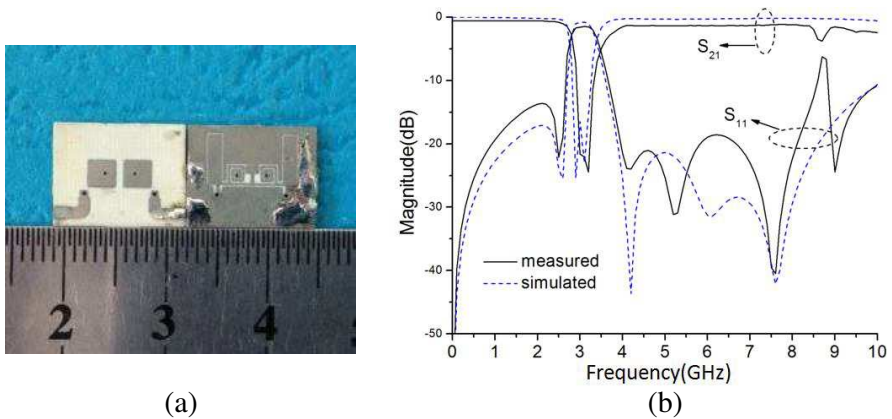 2 3 4
(a)
0
-10
-20
-30
-40
-50
Magnitude(dB)
S21
S11
measured
simulated
0 1 2 3 4 5 6 7 8 9 10
Frequency(GHz)
(b)